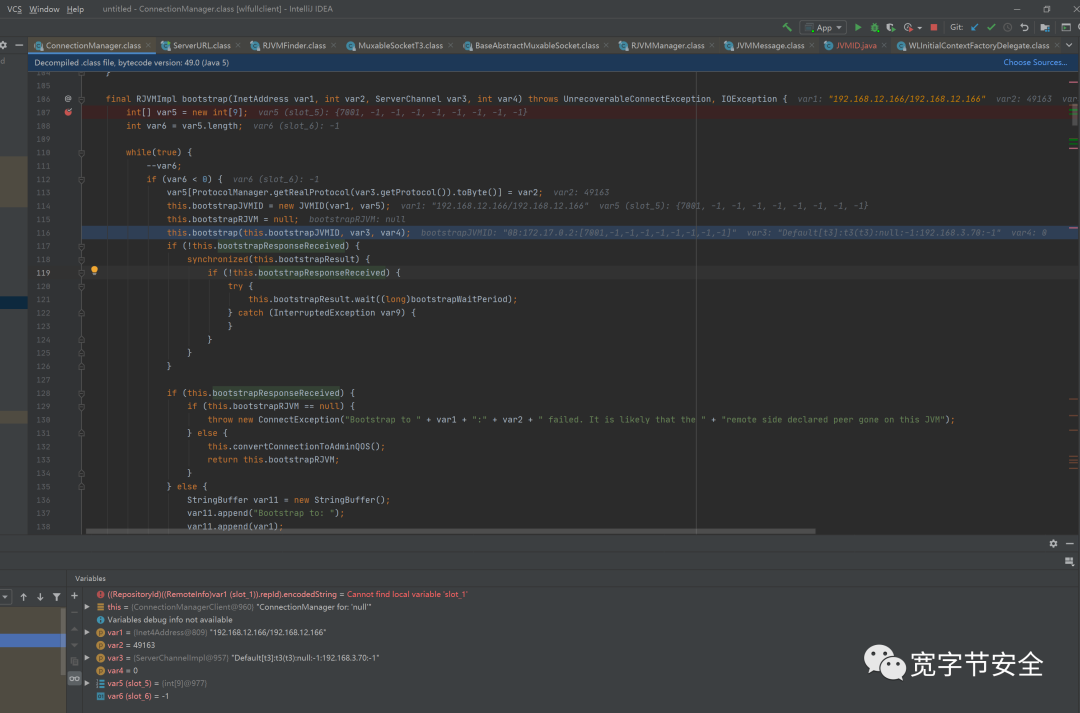 VCS Window Help untitled - ConnectionManager.class [wlfullclient] - IntelliJ IDEA
App Git:
ConnectionManager.class ServerURL.class RJVMFinder.class MuxableSocketT3.class BaseAbstractMuxableSocket.class RJVMManager.class JVMMessage.class JVMID.java WLInitialContextFactoryDelegate.class
Decompiled .class file, bytecode version: 49.0 (Java 5) Choose Sources...
184 }
185
186 @ final RJVMImpl bootstrap(InetAddress var1, int var2, ServerChannel var3, int var4) throws UnrecoverableConnectException, IOException { var1: "192.168.12.166/192.168.12.166" var2: 49163 var
187 int[] var5 = new int[9]; var5 (slot_5): {7001, -1, -1, -1, -1, -1, -1, -1, -1}
188 int var6 = var5.length; var6 (slot_6): -1
189
110 while(true) {
111 --var6;
112 if (var6 < 0) { var6 (slot_6): -1
113 var5[ProtocolManager.getRealProtocol(var3.getProtocol()).toByte()] = var2; var2: 49163
114 this.bootstrapJVMID = new JVMID(var1, var5); var1: "192.168.12.166/192.168.12.166" var5 (slot_5): {7001, -1, -1, -1, -1, -1, -1, -1, -1}
115 this.bootstrapRJVM = null; bootstrapRJVM: null
116 this.bootstrap(this.bootstrapJVMID, var3, var4); bootstrapJVMID: "08:172.17.0.2:[7001,-1,-1,-1,-1,-1,-1,-1,-1]" var3: "Default[t3]:t3(t3):null:-1:192.168.3.70:-1" var4: 0
117 if (!this.bootstrapResponseReceived) {
118 synchronized(this.bootstrapResult) {
119 if (!this.bootstrapResponseReceived) {
120 try {
121 this.bootstrapResult.wait((long)bootstrapWaitPeriod);
122 } catch (InterruptedException var9) {
123 }
124 }
125 }
126 }
127
128 if (this.bootstrapResponseReceived) {
129 if (this.bootstrapRJVM == null) {
130 throw new ConnectException("Bootstrap to " + var1 + ":" + var2 + " failed. It is likely that the " + "remote side declared peer gone on this JVM");
131 } else {
132 this.convertConnectionToAdminQOS();
133 return this.bootstrapRJVM;
134 }
135 } else {
136 StringBuffer var11 = new StringBuffer();
137 var11.append("Bootstrap to: ");
138 var11.append(var1);
Variables
((RepositoryId)((RemoteInfo)var1 (slot_1)).repId).encodedString = Cannot find local variable 'slot_1'
this = {ConnectionManagerClient@960} "ConnectionManager for: 'null'"
Variables debug info not available
var1 = {Inet4Address@809} "192.168.12.166/192.168.12.166"
var2 = 49163
var3 = {ServerChannelImpl@957} "Default[t3]:t3(t3):null:-1:192.168.3.70:-1"
var4 = 0
var5 (slot_5) = {int[9]@977}
var6 (slot_6) = -1
宽字节安全